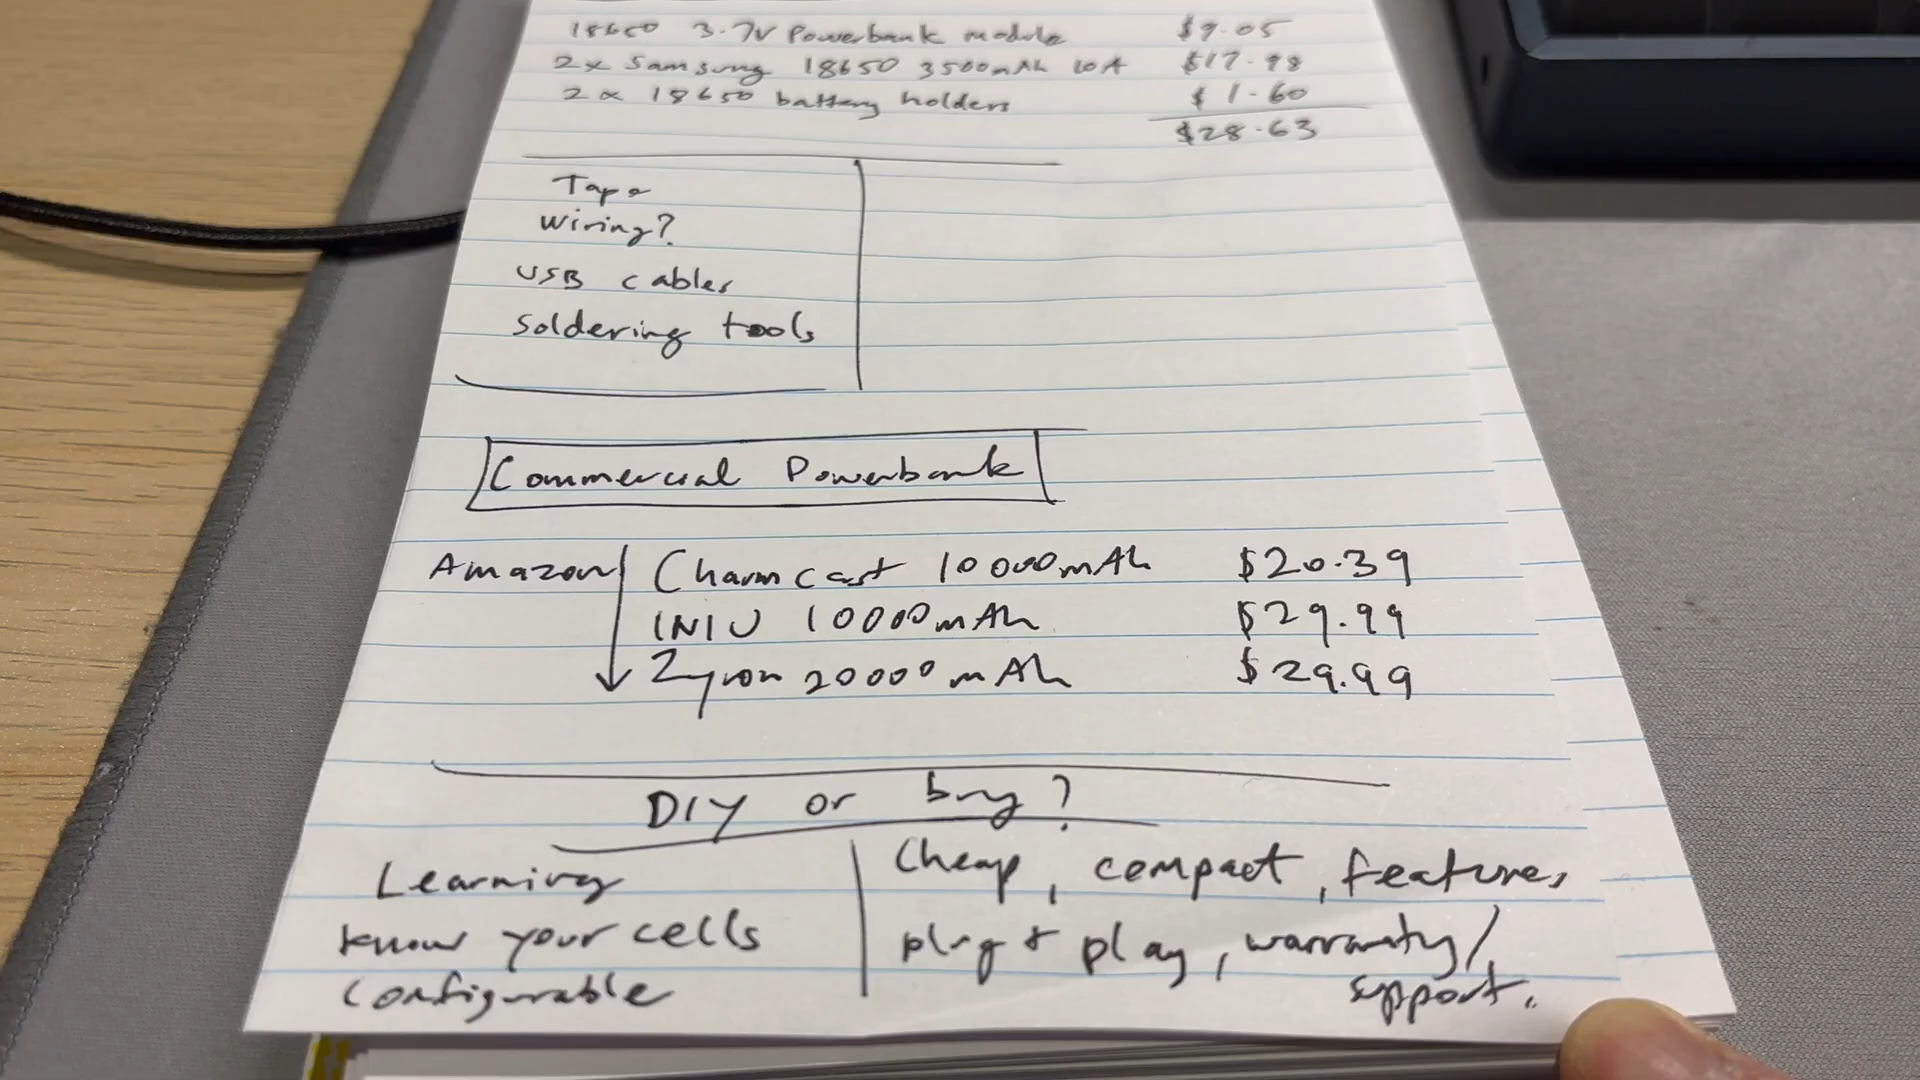 18650 3.7V Powerbank module $9.05
2x Samsung 18650 3500mAh 10A $17.98
2x 18650 battery holders $1.60
$28.63
Tape
Wiring?
USB cables
Soldering tools
Commercial Powerbank
Amazon Charmcast 10000mAh $20.39
INIU 10000mAh $29.99
Zyron 20000mAh $29.99
DIY or buy?
Learning
Know your cells
Configurable
Cheap, compact, features
plug + play, warranty/
support.